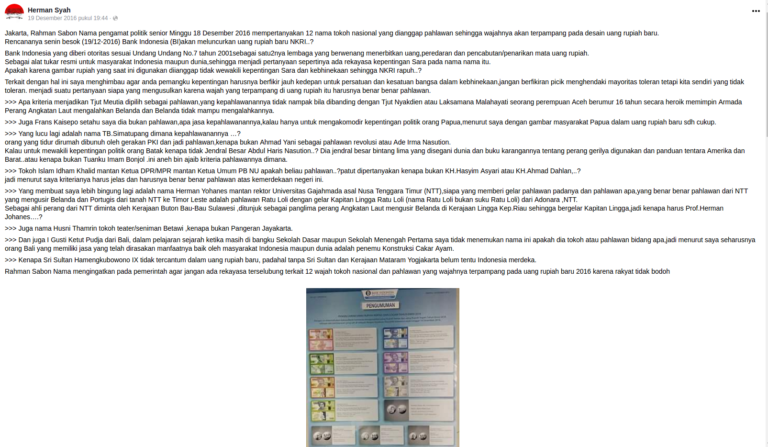 Herman Syah
19 Desember 2016 pukul 19:44 ·
Jakarta, Rahman Sabon Nama pengamat politik senior Minggu 18 Desember 2016 mempertanyakan 12 nama tokoh nasional yang dianggap pahlawan sehingga wajahnya akan terpampang pada desain uang rupiah baru.
Rencananya senin besok (19/12-2016) Bank Indonesia (BI)akan meluncurkan uang rupiah baru NKRI..?
Bank Indonesia yang diberi otoritas sesuai Undang Undang No.7 tahun 2001sebagai satu2nya lembaga yang berwenang menerbitkan uang,peredaran dan pencabutan/penarikan mata uang rupiah.
Sebagai alat tukar resmi untuk masyarakat Indonesia maupun dunia,sehingga menjadi pertanyaan sepertinya ada rekayasa kepentingan Sara pada nama nama itu.
Apakah karena gambar rupiah yang saat ini digunakan diianggap tidak mewakili kepentingan Sara dan kebhinekaan sehingga NKRI rapuh..?
Terkait dengan hal ini saya menghimbau agar anda pemangku kepentingan harusnya berfikir jauh kedepan untuk persatuan dan kesatuan bangsa dalam kebhinekaan,jangan berfikiran picik menghendaki mayoritas toleran tetapi kita sendiri yang tidak
toleran. menjadi suatu pertanyaan siapa yang mengusulkan karena wajah yang terpampang di uang rupiah itu harusnya benar benar pahlawan.
>>> Apa kriteria menjadikan Tjut Meutia dipilih sebagai pahlawan,yang kepahlawanannya tidak nampak bila dibanding dengan Tjut Nyakdien atau Laksamana Malahayati seorang perempuan Aceh berumur 16 tahun secara heroik memimpin Armada
Perang Angkatan Laut mengalahkan Belanda dan Belanda tidak mampu mengalahkannya.
>>> Juga Frans Kaisepo setahu saya dia bukan pahlawan,apa jasa kepahlawanannya,kalau hanya untuk mengakomodir kepentingan politik orang Papua,menurut saya dengan gambar masyarakat Papua dalam uang rupiah baru sdh cukup.
>>> Yang lucu lagi adalah nama TB.Simatupang dimana kepahlawanannya ...?
orang yang tidur dirumah dibunuh oleh gerakan PKI dan jadi pahlawan,kenapa bukan Ahmad Yani sebagai pahlawan revolusi atau Ade Irma Nasution.
Kalau untuk mewakili kepentingan politik orang Batak kenapa tidak Jendral Besar Abdul Haris Nasution..? Dia jendral besar bintang lima yang disegani dunia dan buku karangannya tentang perang gerilya digunakan dan panduan tentara Amerika dan
Barat..atau kenapa bukan Tuanku Imam Bonjol .ini aneh bin ajaib kriteria pahlawannya dimana.
>>> Tokoh Islam Idham Khalid mantan Ketua DPR/MPR mantan Ketua Umum PB NU apakah beliau pahlawan..?patut dipertanyakan kenapa bukan KH.Hasyim Asyari atau KH.Ahmad Dahlan,..?
jadi menurut saya kriterianya harus jelas dan harusnya benar benar pahlawan atas kemerdekaan negeri ini.
>>> Yang membuat saya lebih bingung lagi adalah nama Herman Yohanes mantan rektor Universitas Gajahmada asal Nusa Tenggara Timur (NTT),siapa yang memberi gelar pahlawan padanya dan pahlawan apa,yang benar benar pahlawan dari NTT
yang mengusir Belanda dan Portugis dari tanah NTT ke Timor Leste adalah pahlawan Ratu Loli dengan gelar Kapitan Lingga Ratu Loli (nama Ratu Loli bukan suku Ratu Loli) dari Adonara ,NTT.
Sebagai ahli perang dari NTT diminta oleh Kerajaan Buton Bau-Bau Sulawesi ,ditunjuk sebagai panglima perang Angkatan Laut mengusir Belanda di Kerajaan Lingga Kep.Riau sehingga bergelar Kapitan Lingga,jadi kenapa harus Prof.Herman
Johanes....?
>>> Juga nama Husni Thamrin tokoh teater/seniman Betawi ,kenapa bukan Pangeran Jayakarta.
>>> Dan juga I Gusti Ketut Pudja dari Bali, dalam pelajaran sejarah ketika masih di bangku Sekolah Dasar maupun Sekolah Menengah Pertama saya tidak menemukan nama ini apakah dia tokoh atau pahlawan bidang apa,jadi menurut saya seharusnya
orang Bali yang memiliki jasa yang telah dirasakan manfaatnya baik oleh masyarakat Indonesia maupun dunia adalah penemu Konstruksi Cakar Ayam.
>>> Kenapa Sri Sultan Hamengkubowono IX tidak tercantum dalam uang rupiah baru, padahal tanpa Sri Sultan dan Kerajaan Mataram Yogjakarta belum tentu Indonesia merdeka.
Rahman Sabon Nama mengingatkan pada pemerintah agar jangan ada rekayasa terselubung terkait 12 wajah tokoh nasional dan pahlawan yang wajahnya terpampang pada uang rupiah baru 2016 karena rakyat tidak bodoh
PENGUMUMAN